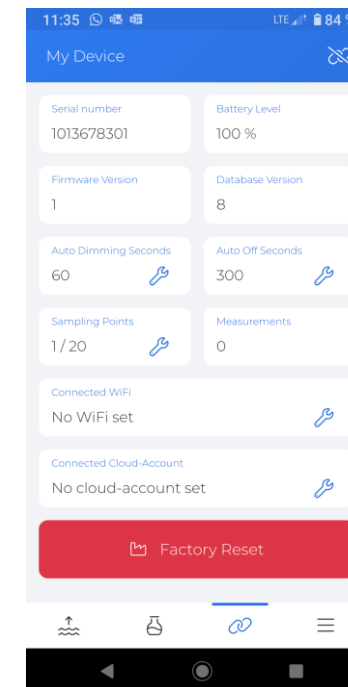 11:35 LTE 84
My Device
Serial number
1013678301
Battery Level
100 %
Firmware Version
1
Database Version
8
Auto Dimming Seconds
60
Auto Off Seconds
300
Sampling Points
1 / 20
Measurements
0
Connected WiFi
No WiFi set
Connected Cloud-Account
No cloud-account set
Factory Reset